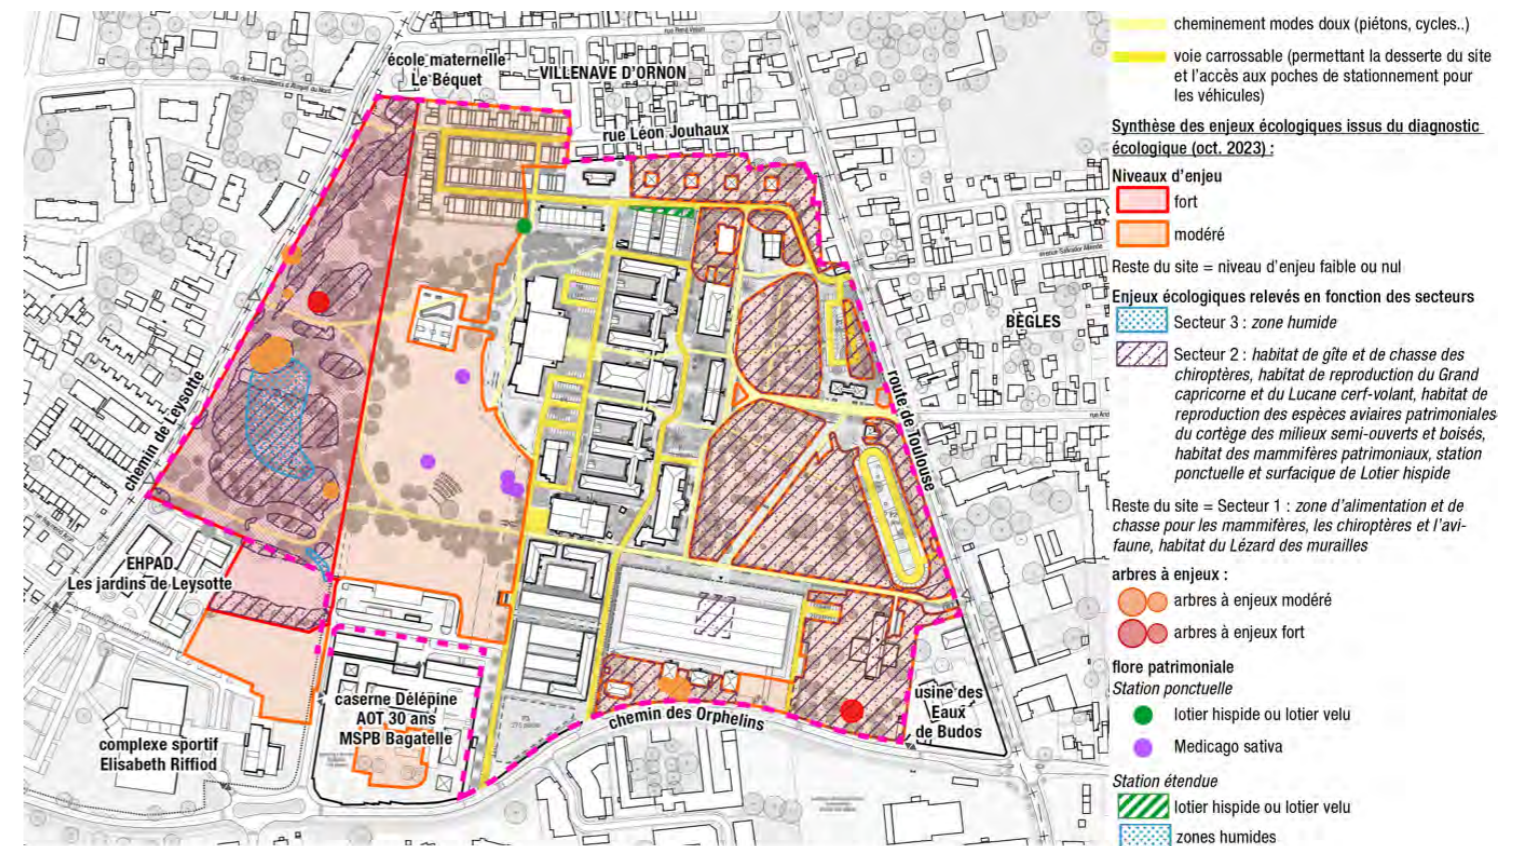 école maternelle
Le Béquet
VILLENAVE D'ORNON
rue Léon Jouhaux
BÈGLES
route de Toulouse
chemin de Leysotte
EHPAD
Les jardins de Leysotte
caserne Délépine
AOT 30 ans
MSPB Bagatelle
complexe sportif
Elisabeth Riffiod
chemin des Orphelins
usine des
Eaux
de Budos
cheminement modes doux (piétons, cycles..)
voie carrossable (permettant la desserte du site
et l'accès aux poches de stationnement pour
les véhicules)
Synthèse des enjeux écologiques issus du diagnostic
écologique (oct. 2023) :
Niveaux d'enjeu
fort
modéré
Reste du site = niveau d'enjeu faible ou nul
Enjeux écologiques relevés en fonction des secteurs
Secteur 3 : zone humide
Secteur 2 : habitat de gîte et de chasse des
chiroptères, habitat de reproduction du Grand
capricorne et du Lucane cerf-volant, habitat de
reproduction des espèces aviaires patrimoniales
du cortège des milieux semi-ouverts et boisés,
habitat des mammifères patrimoniaux, station
ponctuelle et surfacique de Lotier hispide
Reste du site = Secteur 1 : zone d'alimentation et de
chasse pour les mammifères, les chiroptères et l'avi-
faune, habitat du Lézard des murailles
arbres à enjeux :
arbres à enjeux modéré
arbres à enjeux fort
flore patrimoniale
Station ponctuelle
lotier hispide ou lotier velu
Medicago sativa
Station étendue
lotier hispide ou lotier velu
zones humides